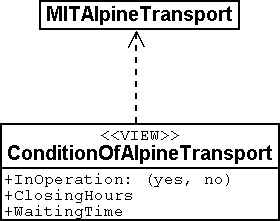 MITAlpineTransport
<<VIEW>>
ConditionOfAlpineTransport
+InOperation: (yes, no)
+ClosingHours
+WaitingTime